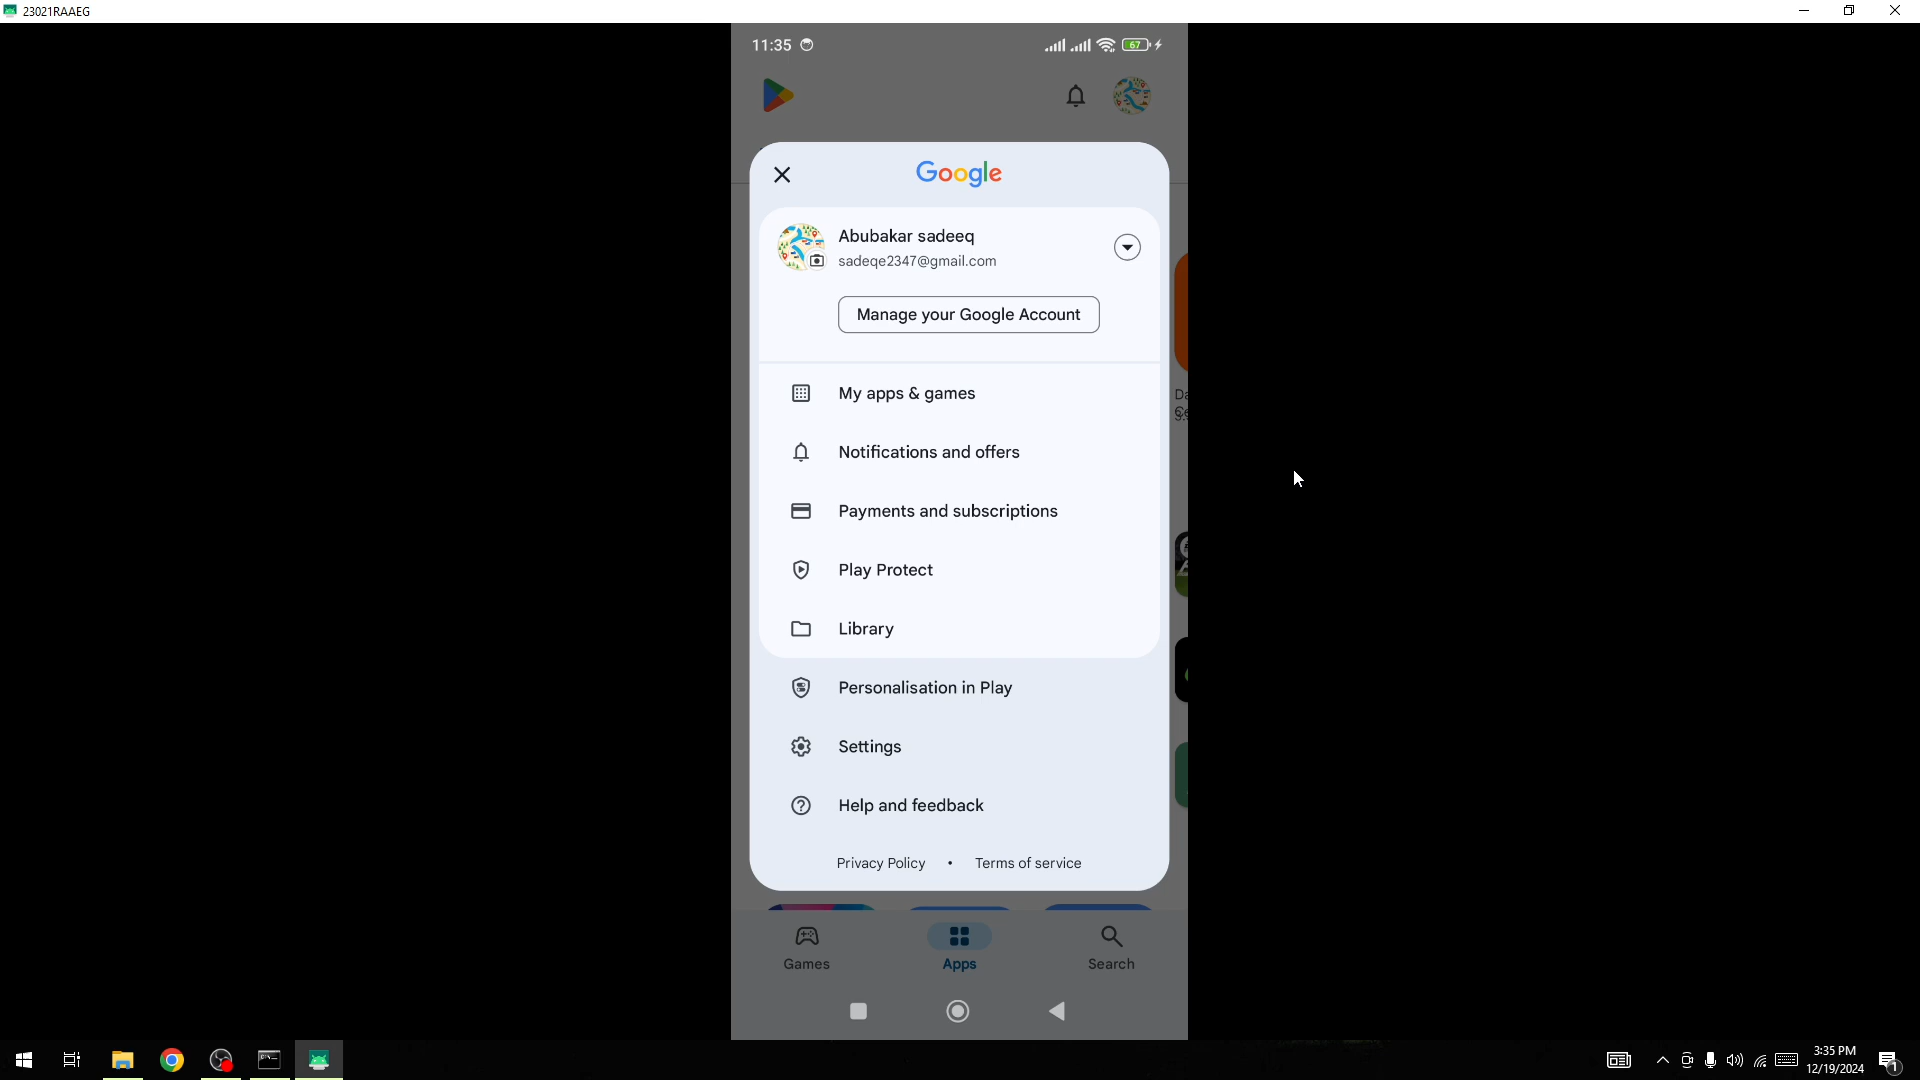 23021RAAEG
11:35
67
Google
Abubakar sadeeq
sadeqe2347@gmail.com
Manage your Google Account
My apps & games
Notifications and offers
Payments and subscriptions
Play Protect
Library
Personalisation in Play
Settings
Help and feedback
Privacy Policy • Terms of service
Games
Apps
Search
3:35 PM
12/19/2024
1